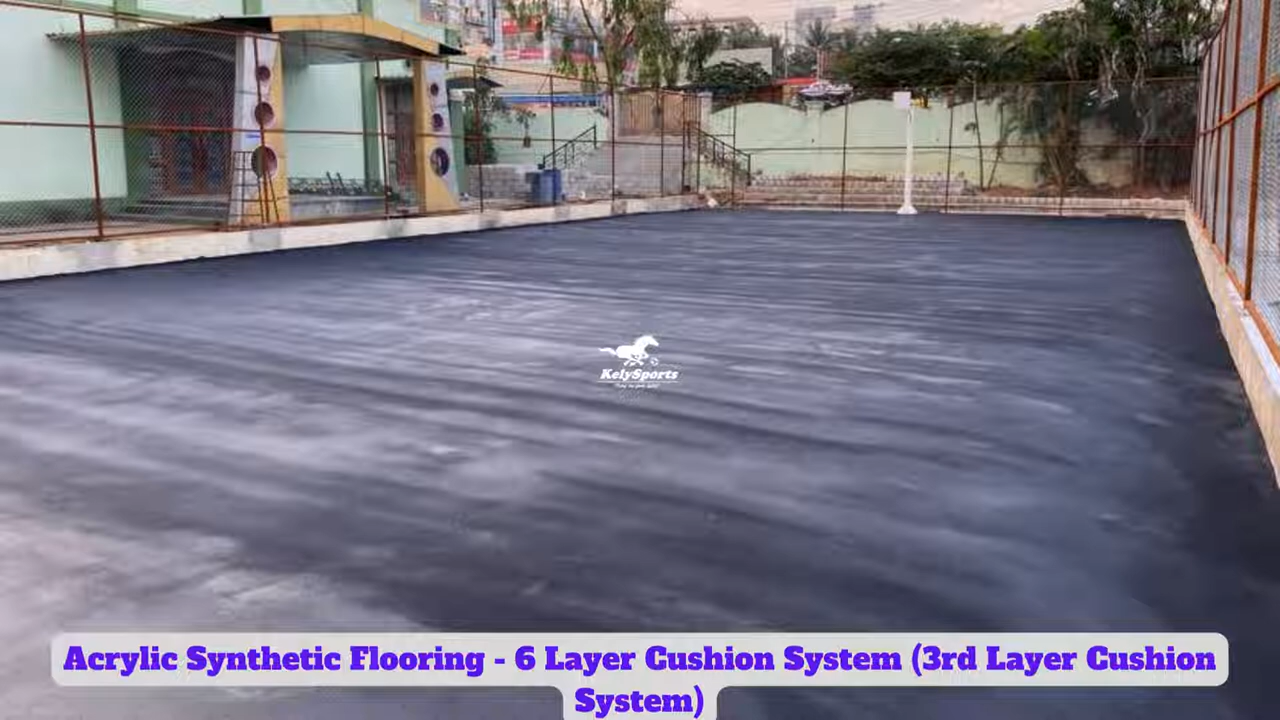 KelySports
Acrylic Synthetic Flooring - 6 Layer Cushion System (3rd Layer Cushion
System)